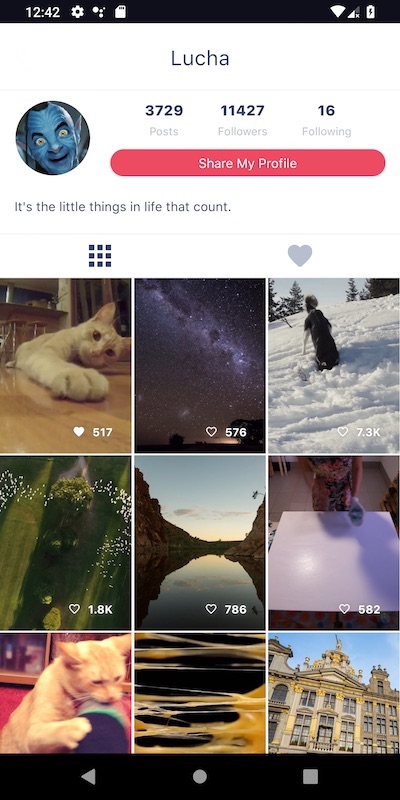 12:42
Lucha
3729 11427 16
Posts Followers Following
Share My Profile
It's the little things in life that count.
517 576 7.3K
1.8K 786 582